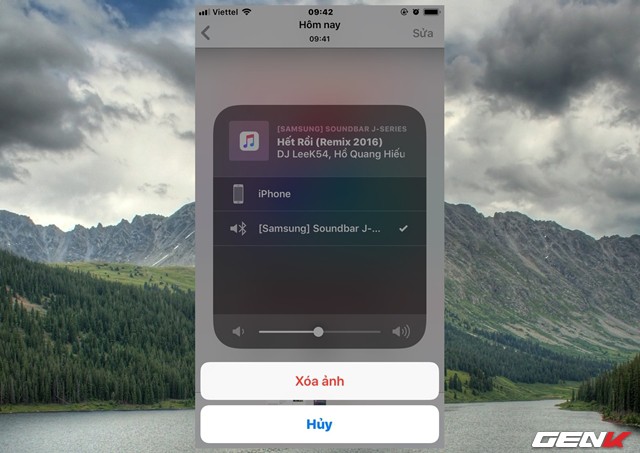 Viettel 09:42
Hôm nay
09:41
Sửa
[SAMSUNG] SOUNDBAR J-SERIES
Hết Rồi (Remix 2016)
DJ LeeK54, Hồ Quang Hiếu
iPhone
[Samsung] Soundbar J-...
Xóa ảnh
Hủy
GENK